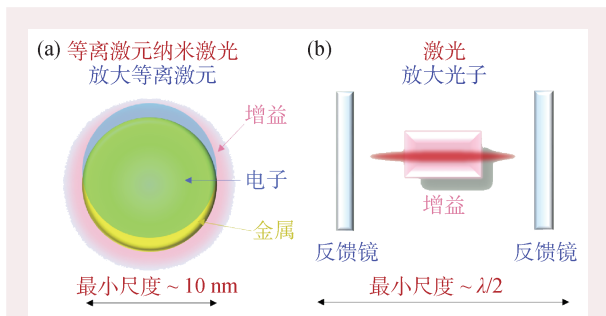 (a) 等离激元纳米激光
放大等离激元
增益
电子
金属
最小尺度 ~ 10 nm
(b) 激光
放大光子
增益
反馈镜 反馈镜
最小尺度 ~ λ/2